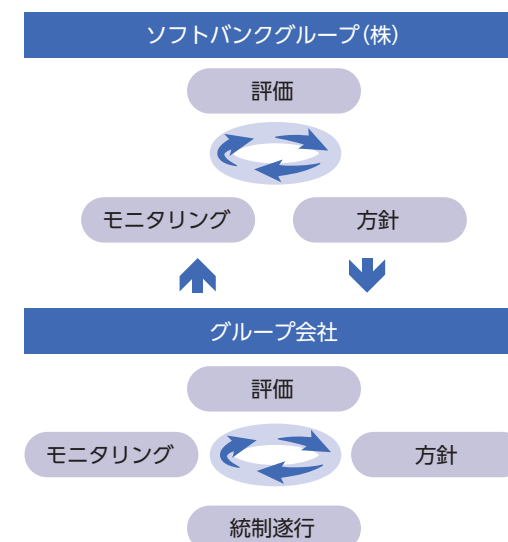 ソフトバンクグループ(株)
評価
モニタリング
方針
グループ会社
評価
モニタリング
方針
統制遂行